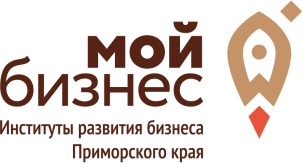 мой
бизнес
Институты развития бизнеса
Приморского края